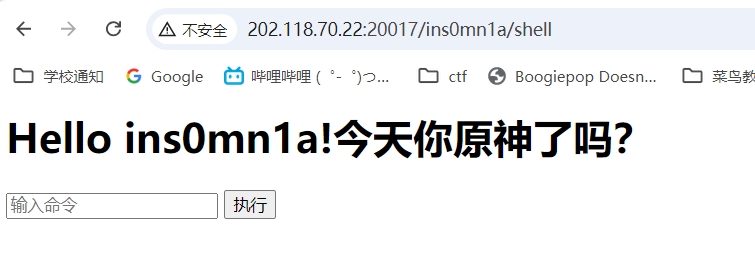 不安全 202.118.70.22:20017/ins0mn1a/shell
学校通知 Google 哔哩哔哩 (゜-゜)つ... ctf Boogiepop Doesn... 菜鸟教
Hello ins0mn1a!今天你原神了吗？
输入命令 执行